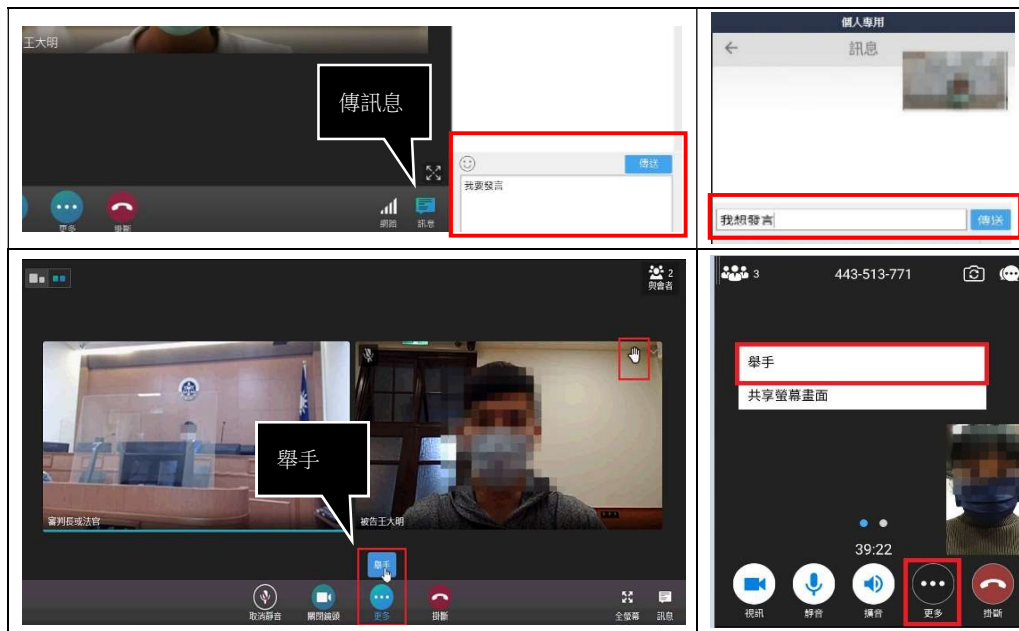 王大明
傳訊息
傳送
我要發言
更多
掛斷
網路
訊息
個人專用
訊息
我想發言
傳送
2
與會者
舉手
審判長或法官
被告王大明
舉手
取消靜音
關閉鏡頭
更多
掛斷
全螢幕
訊息
3
443-513-771
舉手
共享螢幕畫面
39:22
視訊
靜音
擴音
更多
掛斷